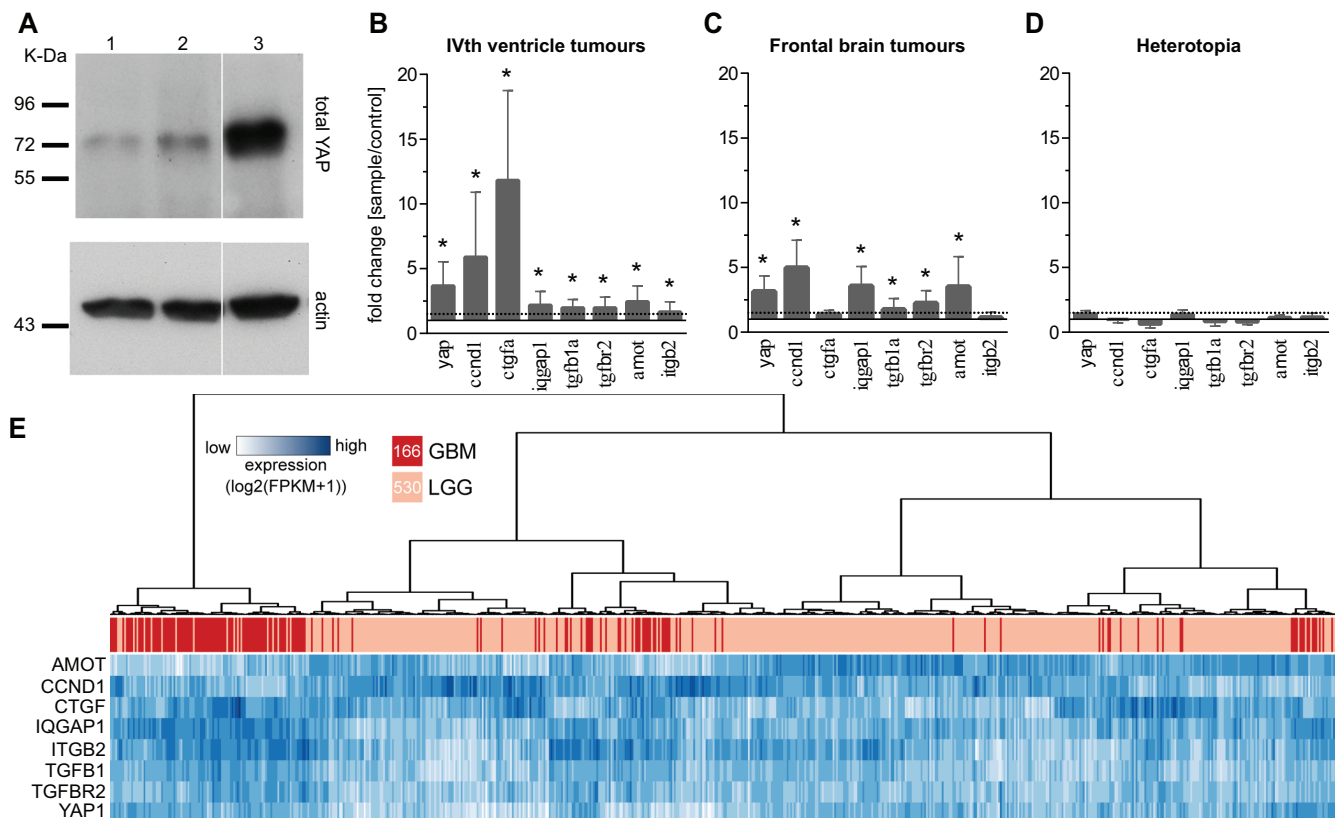 A
1 2 3
K-Da
96
72
55
total YAP
43
actin
B
IVth ventricle tumours
fold change [sample/control]
20
15
10
5
0
* * * * * * * *
yap ccnd1 ctgfa iqgap1 tgfb1a tgfbr2 amot itgb2
C
Frontal brain tumours
20
15
10
5
0
* * * * * *
yap ccnd1 ctgfa iqgap1 tgfb1a tgfbr2 amot itgb2
D
Heterotopia
20
15
10
5
0
yap ccnd1 ctgfa iqgap1 tgfb1a tgfbr2 amot itgb2
E
low high
expression
(log2(FPKM+1))
166 GBM
530 LGG
AMOT
CCND1
CTGF
IQGAP1
ITGB2
TGFB1
TGFBR2
YAP1